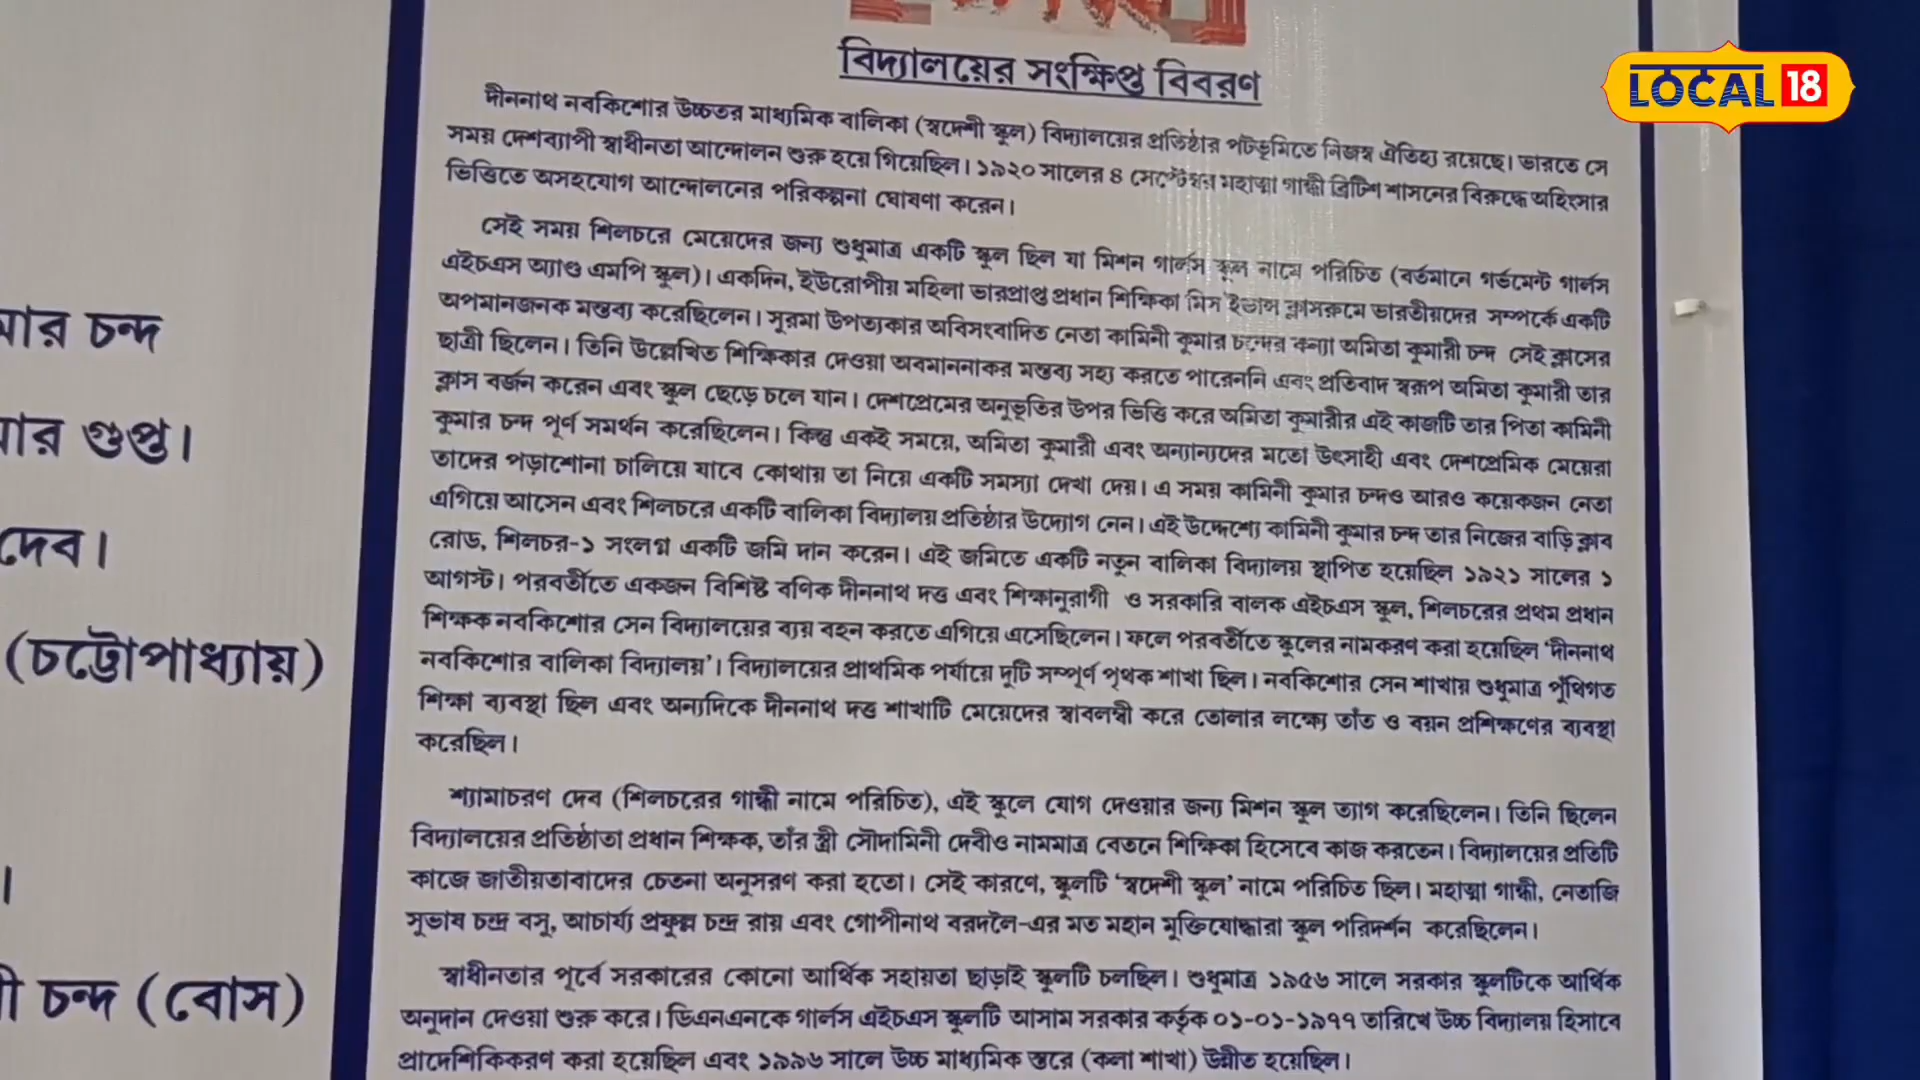 বিদ্যালয়ের সংক্ষিপ্ত বিবরণ
LOCAL 18
দীননাথ নবকিশোর উচ্চতর মাধ্যমিক বালিকা (স্বদেশী স্কুল) বিদ্যালয়ের প্রতিষ্ঠার পটভূমিতে নিজস্ব ঐতিহ্য রয়েছে। ভারতে সে
সময় দেশব্যাপী স্বাধীনতা আন্দোলন শুরু হয়ে গিয়েছিল। ১৯২০ সালের ৪ সেপ্টেম্বর মহাত্মা গান্ধী ব্রিটিশ শাসনের বিরুদ্ধে অহিংসার
ভিত্তিতে অসহযোগ আন্দোলনের পরিকল্পনা ঘোষণা করেন।
সেই সময় শিলচরে মেয়েদের জন্য শুধুমাত্র একটি স্কুল ছিল যা মিশন গার্লস স্কুল নামে পরিচিত (বর্তমানে গর্ভমেন্ট গার্লস
এইচএস অ্যাণ্ড এমপি স্কুল)। একদিন, ইউরোপীয় মহিলা ভারপ্রাপ্ত প্রধান শিক্ষিকা মিস ইভান্স ক্লাসরুমে ভারতীয়দের সম্পর্কে একটি
অপমানজনক মন্তব্য করেছিলেন। সূরমা উপত্যকার অবিসংবাদিত নেতা কামিনী কুমার চন্দের কন্যা অমিতা কুমারী চন্দ সেই ক্লাসের
ছাত্রী ছিলেন। তিনি উল্লেখিত শিক্ষিকার দেওয়া অবমাননাকর মন্তব্য সহ্য করতে পারেননি এবং প্রতিবাদ স্বরূপ অমিতা কুমারী তার
ক্লাস বর্জন করেন এবং স্কুল ছেড়ে চলে যান। দেশপ্রেমের অনুভূতির উপর ভিত্তি করে অমিতা কুমারীর এই কাজটি তার পিতা কামিনী
কুমার চন্দ পূর্ণ সমর্থন করেছিলেন। কিন্তু একই সময়ে, অমিতা কুমারী এবং অন্যান্যদের মতো উৎসাহী এবং দেশপ্রেমিক মেয়েরা
তাদের পড়াশোনা চালিয়ে যাবে কোথায় তা নিয়ে একটি সমস্যা দেখা দেয়। এ সময় কামিনী কুমার চন্দও আরও কয়েকজন নেতা
এগিয়ে আসেন এবং শিলচরে একটি বালিকা বিদ্যালয় প্রতিষ্ঠার উদ্যোগ নেন। এই উদ্দেশ্যে কামিনী কুমার চন্দ তার নিজের বাড়ি ক্লাব
রোড, শিলচর-১ সংলগ্ন একটি জমি দান করেন। এই জমিতে একটি নতুন বালিকা বিদ্যালয় স্থাপিত হয়েছিল ১৯২১ সালের ১
আগস্ট। পরবর্তীতে একজন বিশিষ্ট বণিক দীননাথ দত্ত এবং শিক্ষানুরাগী ও সরকারি বালক এইচএস স্কুল, শিলচরের প্রথম প্রধান
শিক্ষক নবকিশোর সেন বিদ্যালয়ের ব্যয় বহন করতে এগিয়ে এসেছিলেন। ফলে পরবর্তীতে স্কুলের নামকরণ করা হয়েছিল ‘দীননাথ
নবকিশোর বালিকা বিদ্যালয়’। বিদ্যালয়ের প্রাথমিক পর্যায়ে দুটি সম্পূর্ণ পৃথক শাখা ছিল। নবকিশোর সেন শাখায় শুধুমাত্র পুঁথিগত
শিক্ষা ব্যবস্থা ছিল এবং অন্যদিকে দীননাথ দত্ত শাখাটি মেয়েদের স্বাবলম্বী করে তোলার লক্ষ্যে তাঁত ও বয়ন প্রশিক্ষণের ব্যবস্থা
করেছিল।
শ্যামাচরণ দেব (শিলচরের গান্ধী নামে পরিচিত), এই স্কুলে যোগ দেওয়ার জন্য মিশন স্কুল ত্যাগ করেছিলেন। তিনি ছিলেন
বিদ্যালয়ের প্রতিষ্ঠাতা প্রধান শিক্ষক, তাঁর স্ত্রী সৌদামিনী দেবীও নামমাত্র বেতনে শিক্ষিকা হিসেবে কাজ করতেন। বিদ্যালয়ের প্রতিটি
কাজে জাতীয়তাবাদের চেতনা অনুসরণ করা হতো। সেই কারণে, স্কুলটি ‘স্বদেশী স্কুল’ নামে পরিচিত ছিল। মহাত্মা গান্ধী, নেতাজি
সুভাষ চন্দ্র বসু, আচার্য্য প্রফুল্ল চন্দ্র রায় এবং গোপীনাথ বরদলৈ-এর মত মহান মুক্তিযোদ্ধারা স্কুল পরিদর্শন করেছিলেন।
স্বাধীনতার পূর্বে সরকারের কোনো আর্থিক সহায়তা ছাড়াই স্কুলটি চলছিল। শুধুমাত্র ১৯৫৬ সালে সরকার স্কুলটিকে আর্থিক
অনুদান দেওয়া শুরু করে। ডিএনএনকে গার্লস এইচএস স্কুলটি আসাম সরকার কর্তৃক ০১-০১-১৯৭৭ তারিখে উচ্চ বিদ্যালয় হিসাবে
প্রাদেশিকিকরণ করা হয়েছিল এবং ১৯৯৬ সালে উচ্চ মাধ্যমিক স্তরে (কলা শাখা) উন্নীত হয়েছিল।
মার চন্দ
মার গুপ্ত।
দেব।
(চট্টোপাধ্যায়)
।
চন্দ (বোস)